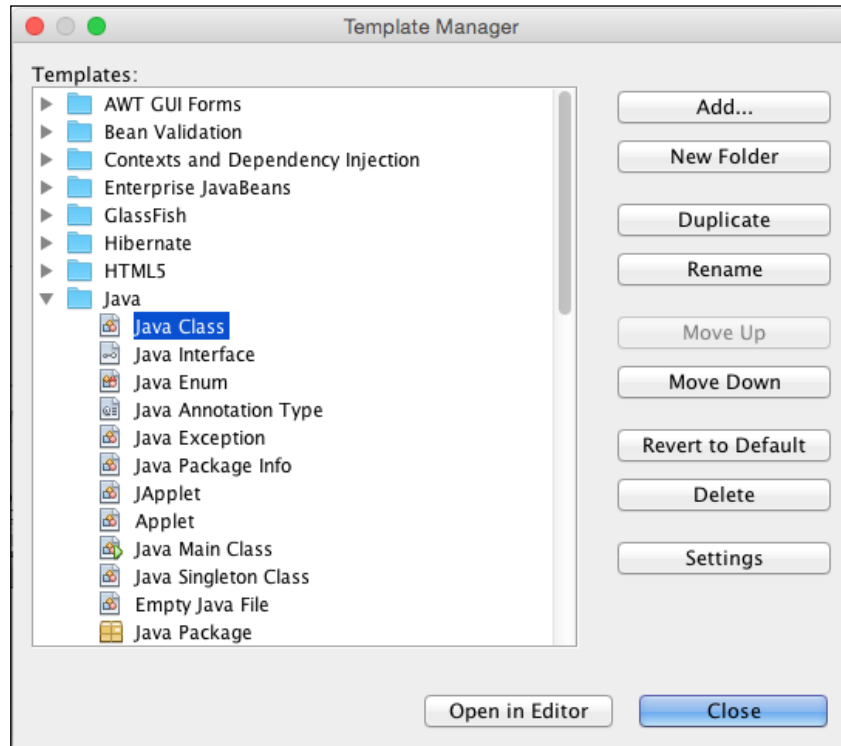 Template Manager
Templates:
AWT GUI Forms
Bean Validation
Contexts and Dependency Injection
Enterprise JavaBeans
GlassFish
Hibernate
HTML5
Java
Java Class
Java Interface
Java Enum
Java Annotation Type
Java Exception
Java Package Info
JApplet
Applet
Java Main Class
Java Singleton Class
Empty Java File
Java Package
Add...
New Folder
Duplicate
Rename
Move Up
Move Down
Revert to Default
Delete
Settings
Open in Editor
Close